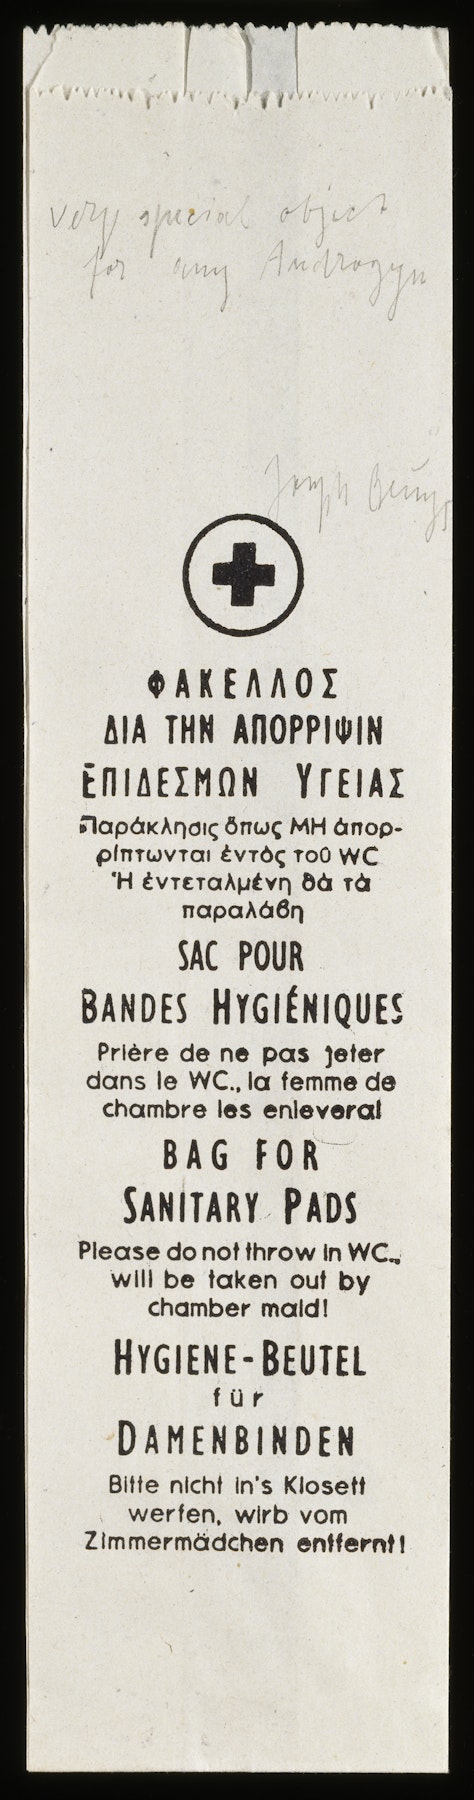 very special object
for any Androgyn
Joseph Beuys
ΦΑΚΕΛΛΟΣ
ΔΙΑ ΤΗΝ ΑΠΟΡΡΙΨΙΝ
ΕΠΙΔΕΣΜΩΝ ΥΓΕΙΑΣ
Παράκλησις ὅπως ΜΗ ἀπορ-
ρίπτωνται ἐντὸς τοῦ WC
Ἡ ἐντεταλμένη θὰ τὰ
παραλάβη
SAC POUR
BANDES HYGIÉNIQUES
Prière de ne pas jeter
dans le WC., la femme de
chambre les enleveral
BAG FOR
SANITARY PADS
Please do not throw in WC.,
will be taken out by
chamber maid!
HYGIENE-BEUTEL
für
DAMENBINDEN
Bitte nicht in's Klosett
werfen, wirb vom
Zimmermädchen entfernt!